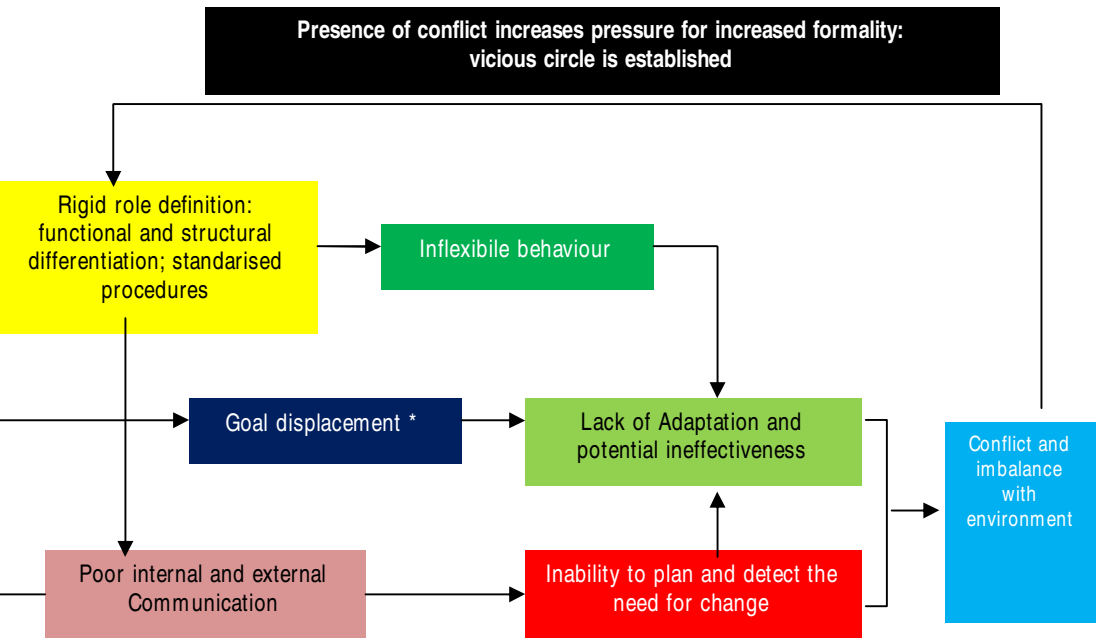 Presence of conflict increases pressure for increased formality:
vicious circle is established
Rigid role definition:
functional and structural
differentiation; standarised
procedures
Inflexibile behaviour
Goal displacement *
Lack of Adaptation and
potential ineffectiveness
Conflict and
imbalance
with
environment
Poor internal and external
Communication
Inability to plan and detect the
need for change